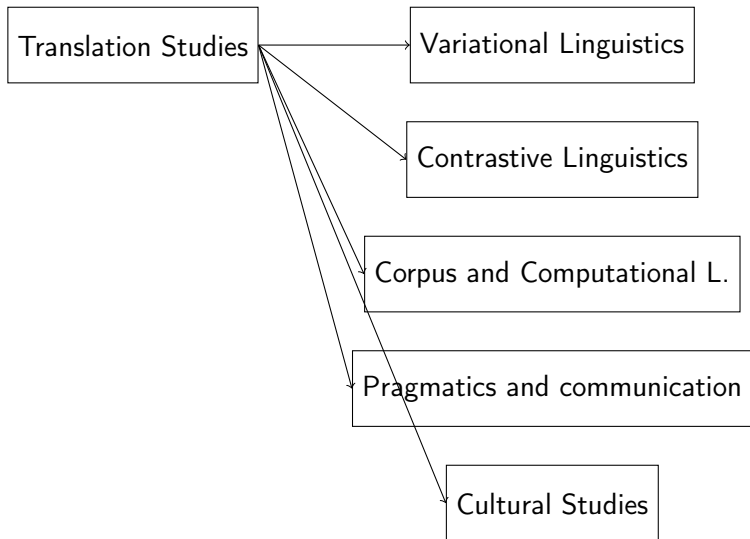 Translation Studies
Variational Linguistics
Contrastive Linguistics
Corpus and Computational L.
Pragmatics and communication
Cultural Studies